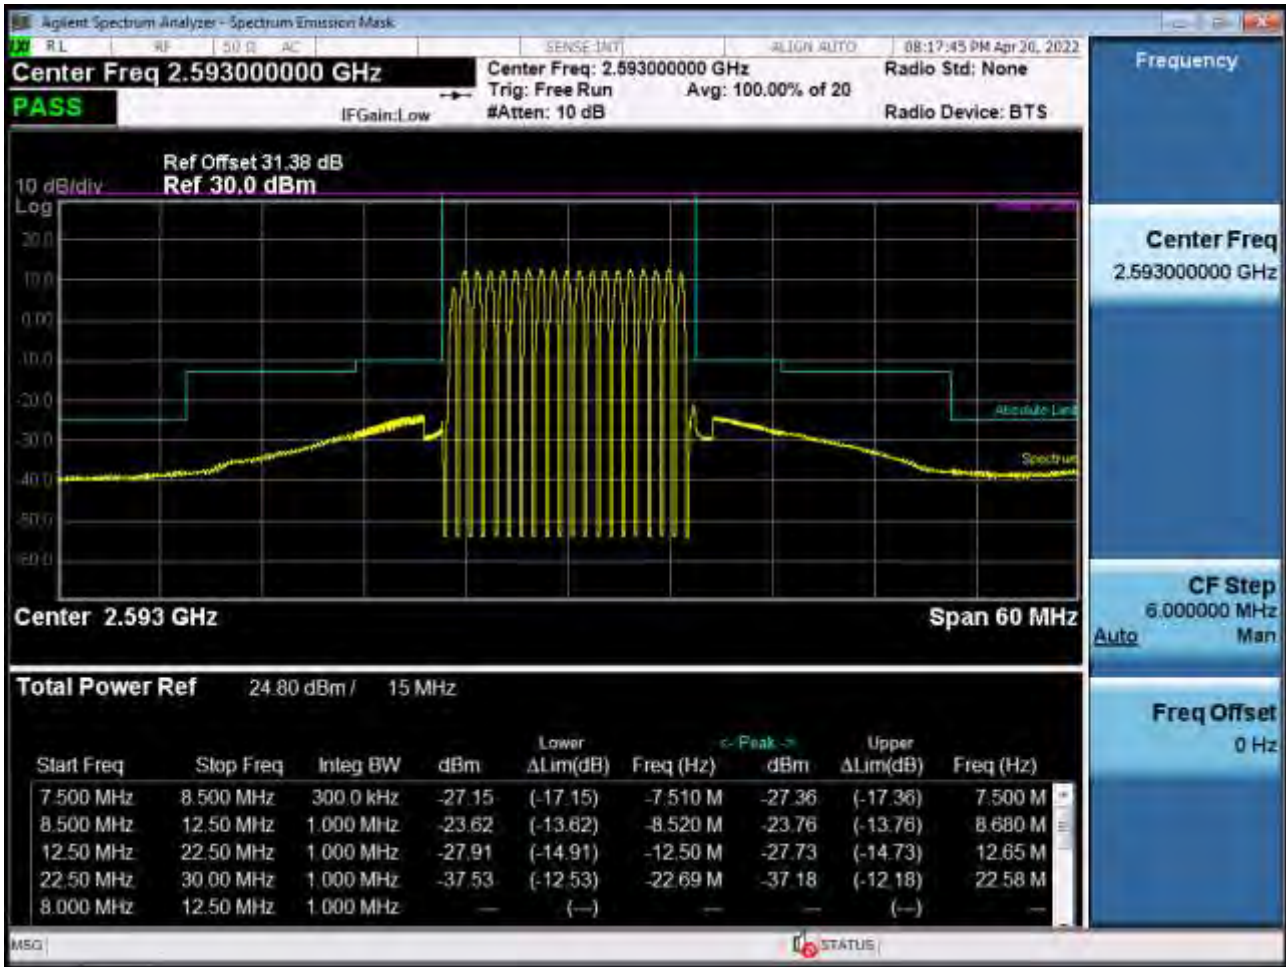 Agilent Spectrum Analyzer - Spectrum Emission Mask
RL RF 50 Ω AC SENSE:INT ALIGN AUTO 08:17:45 PM Apr 20, 2022
Center Freq 2.593000000 GHz
Center Freq: 2.593000000 GHz Radio Std: None
Trig: Free Run Avg: 100.00% of 20
PASS IFGain:Low #Atten: 10 dB Radio Device: BTS
Ref Offset 31.38 dB
10 dB/div Ref 30.0 dBm
Log
20.0
10.0
0.00
-10.0
-20.0
Absolute Limit
-30.0
Spectrum
-40.0
-50.0
-60.0
Center 2.593 GHz Span 60 MHz
Total Power Ref 24.80 dBm / 15 MHz
Lower <- Peak -> Upper
Start Freq Stop Freq Integ BW dBm ΔLim(dB) Freq (Hz) dBm ΔLim(dB) Freq (Hz)
7.500 MHz 8.500 MHz 300.0 kHz -27.15 (-17.15) -7.510 M -27.36 (-17.36) 7.500 M
8.500 MHz 12.50 MHz 1.000 MHz -23.62 (-13.62) -8.520 M -23.76 (-13.76) 8.680 M
12.50 MHz 22.50 MHz 1.000 MHz -27.91 (-14.91) -12.50 M -27.73 (-14.73) 12.65 M
22.50 MHz 30.00 MHz 1.000 MHz -37.53 (-12.53) -22.69 M -37.18 (-12.18) 22.58 M
8.000 MHz 12.50 MHz 1.000 MHz --- (---) --- --- (---) ---
MSG STATUS
Frequency
Center Freq
2.593000000 GHz
CF Step
6.000000 MHz
Auto Man
Freq Offset
0 Hz